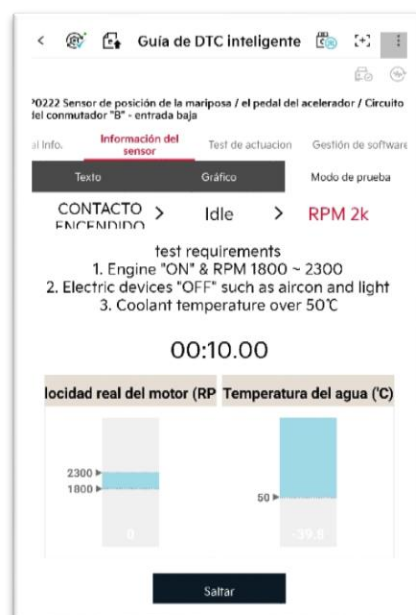 Guía de DTC inteligente
P0222 Sensor de posición de la mariposa / el pedal del acelerador / Circuito
del conmutador "B" - entrada baja
al Info.
Información del
sensor
Test de actuacion
Gestión de software
Texto
Gráfico
Modo de prueba
CONTACTO
ENCENDIDO
Idle
RPM 2k
test requirements
1. Engine "ON" & RPM 1800 ~ 2300
2. Electric devices "OFF" such as aircon and light
3. Coolant temperature over 50℃
00:10.00
locidad real del motor (RP
Temperatura del agua (℃)
2300
1800
50
0
-39.8
Saltar